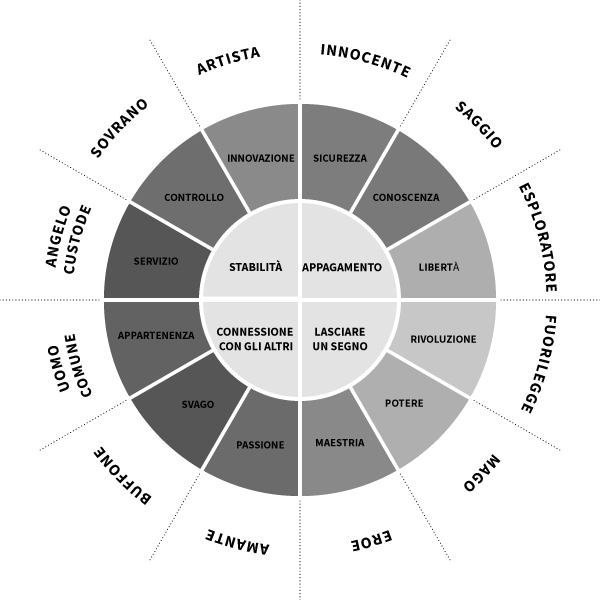 INNOCENTE
SAGGIO
ESPLORATORE
FUORILEGGE
MAGO
EROE
AMANTE
BUFFONE
UOMO
COMUNE
ANGELO
CUSTODE
SOVRANO
ARTISTA
SICUREZZA
CONOSCENZA
LIBERTÀ
RIVOLUZIONE
POTERE
MAESTRIA
PASSIONE
SVAGO
APPARTENENZA
SERVIZIO
CONTROLLO
INNOVAZIONE
STABILITÀ
APPAGAMENTO
CONNESSIONE
CON GLI ALTRI
LASCIARE
UN SEGNO